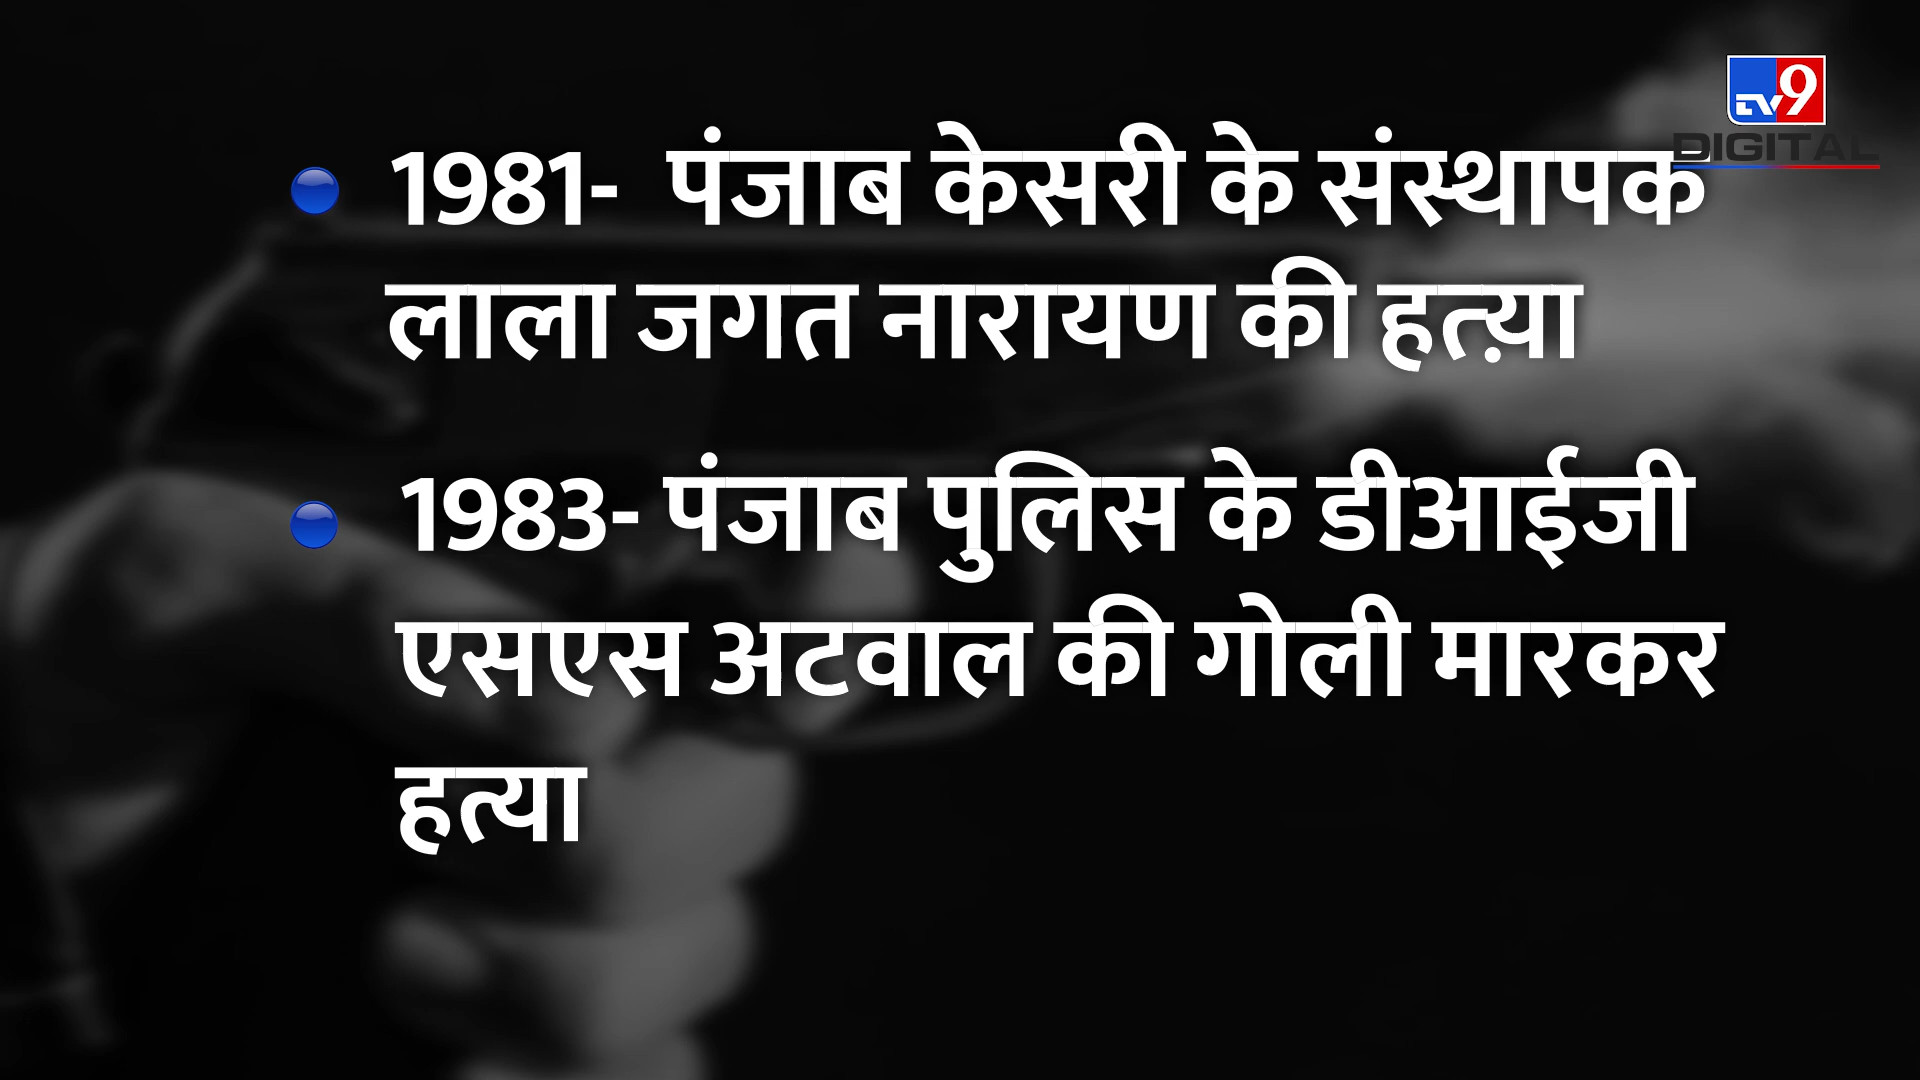 TV9
DIGITAL
1981- पंजाब केसरी के संस्थापक
लाला जगत नारायण की हत्य़ा
1983- पंजाब पुलिस के डीआईजी
एसएस अटवाल की गोली मारकर
हत्या